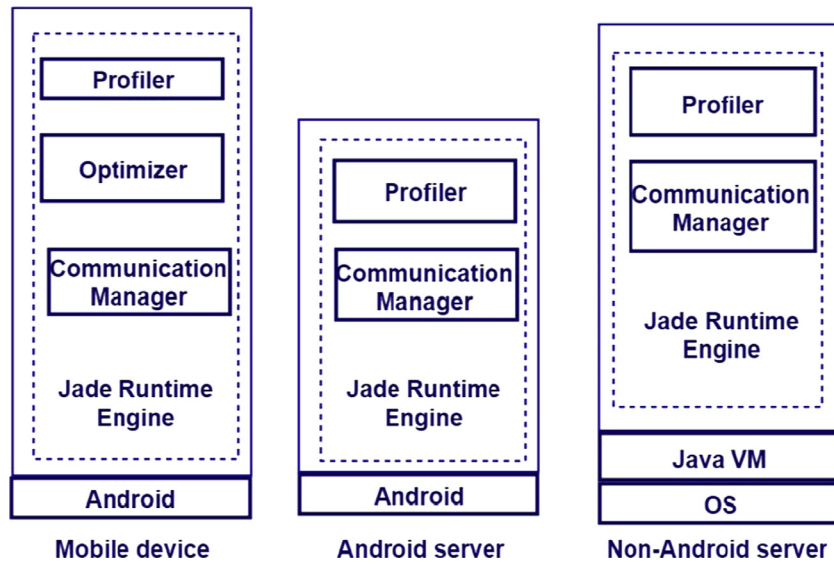 Profiler
Optimizer
Communication
Manager
Jade Runtime
Engine
Android
Mobile device
Profiler
Communication
Manager
Jade Runtime
Engine
Android
Android server
Profiler
Communication
Manager
Jade Runtime
Engine
Java VM
OS
Non-Android server